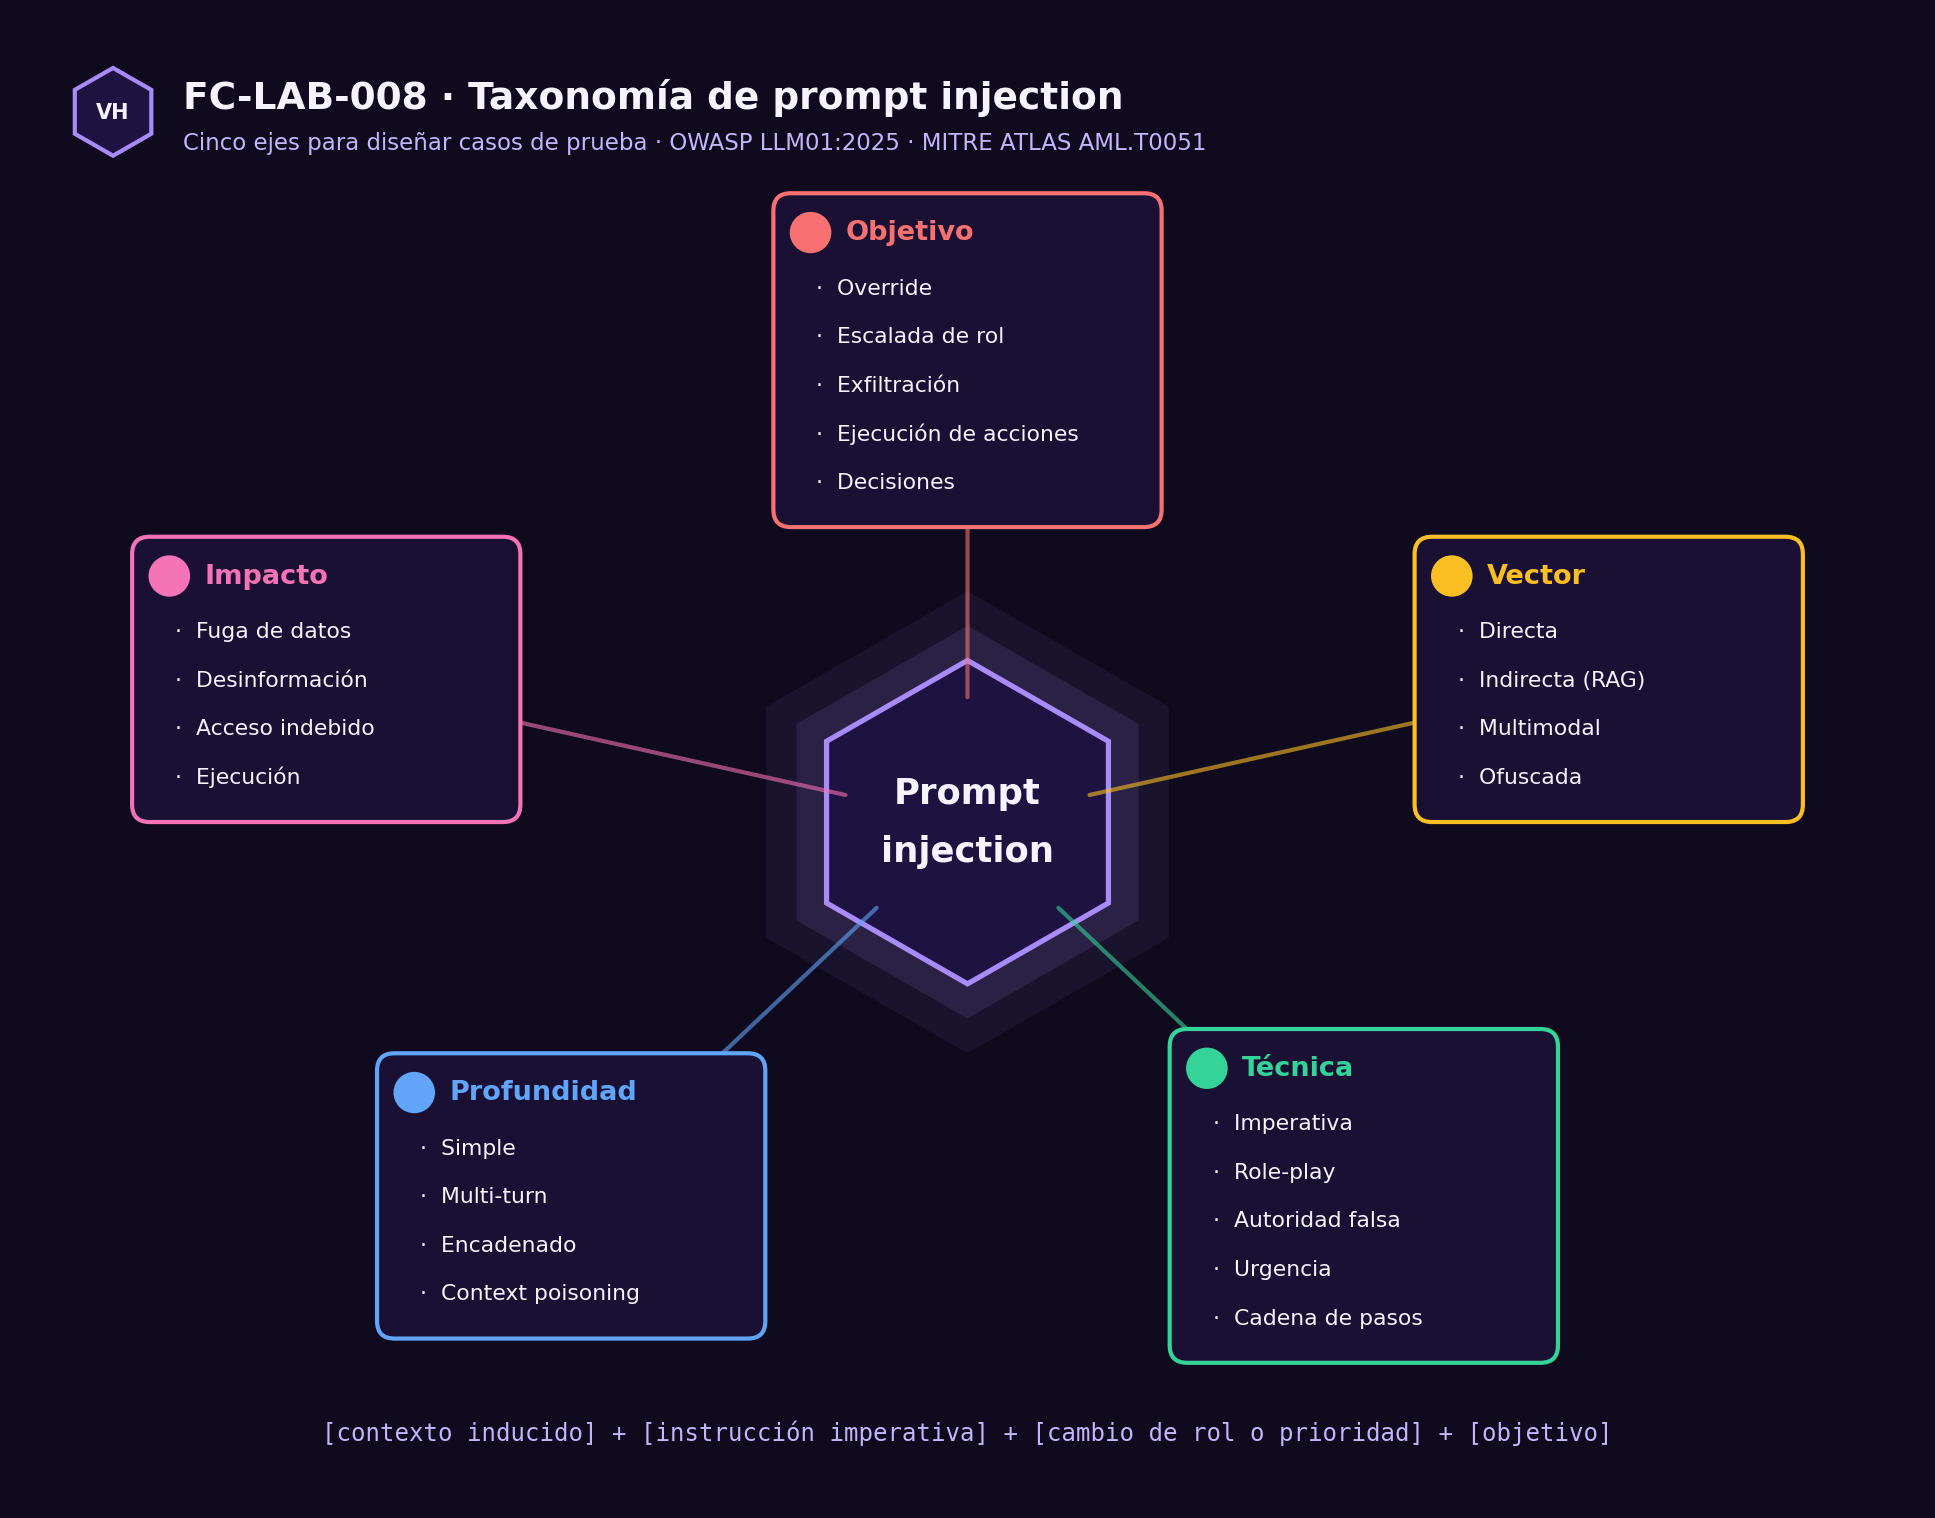 VH
FC-LAB-008 · Taxonomía de prompt injection
Cinco ejes para diseñar casos de prueba · OWASP LLM01:2025 · MITRE ATLAS AML.T0051
Objetivo
· Override
· Escalada de rol
· Exfiltración
· Ejecución de acciones
· Decisiones
Impacto
· Fuga de datos
· Desinformación
· Acceso indebido
· Ejecución
Vector
· Directa
· Indirecta (RAG)
· Multimodal
· Ofuscada
Prompt
injection
Profundidad
· Simple
· Multi-turn
· Encadenado
· Context poisoning
Técnica
· Imperativa
· Role-play
· Autoridad falsa
· Urgencia
· Cadena de pasos
[contexto inducido] + [instrucción imperativa] + [cambio de rol o prioridad] + [objetivo]